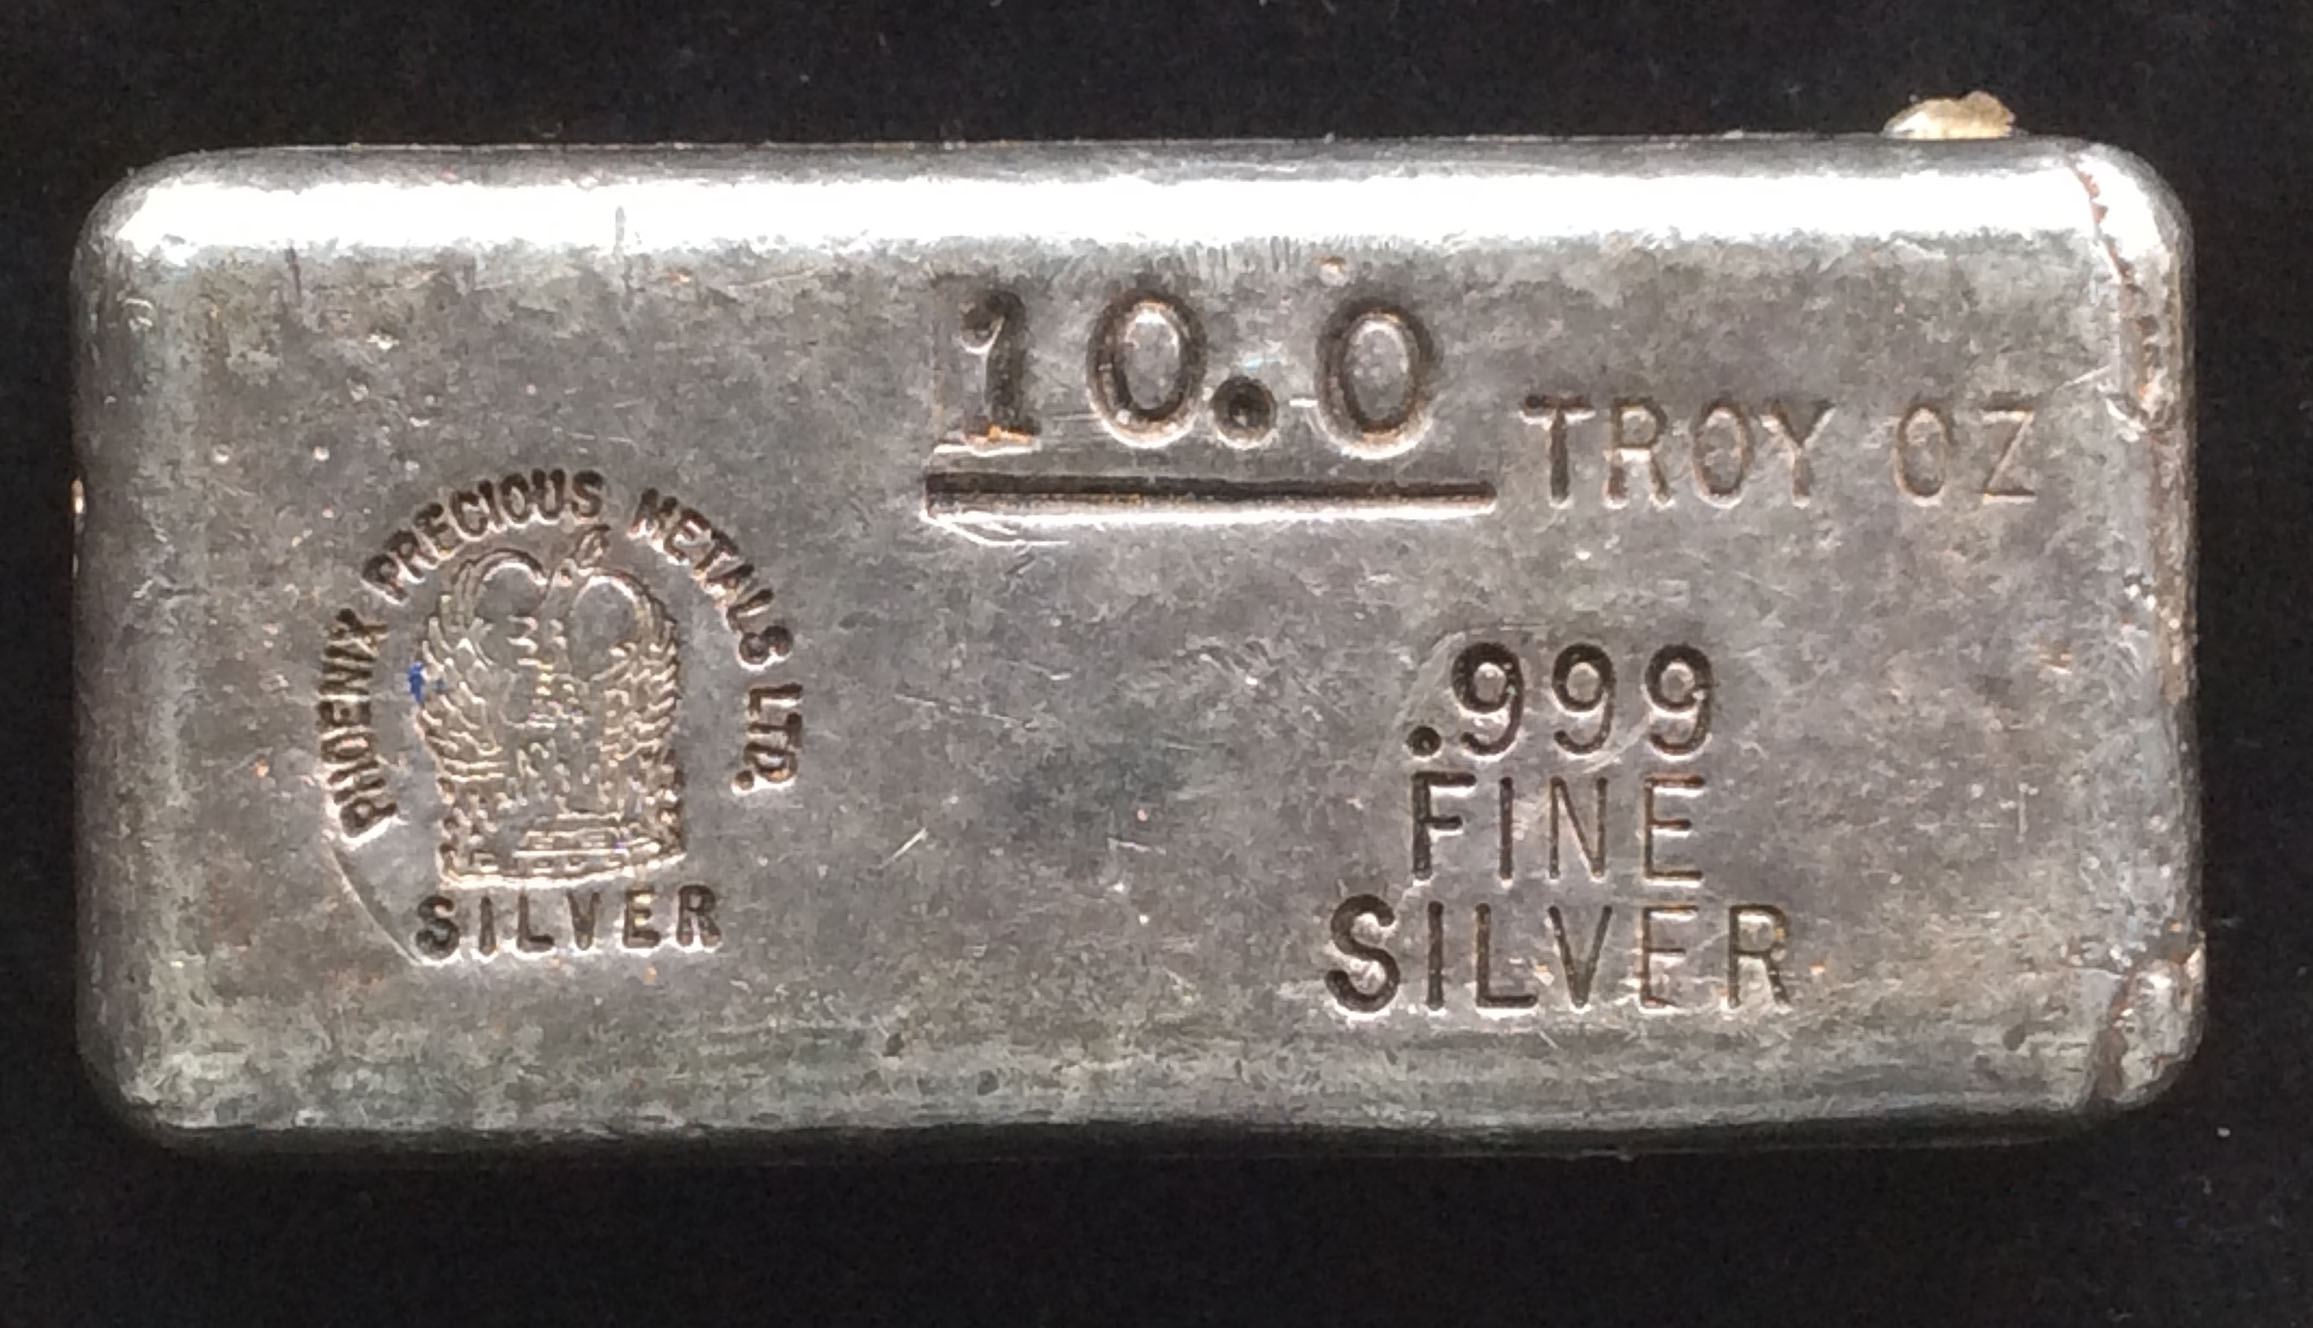 10.0 TROY OZ
PHOENIX PRECIOUS METALS LTD.
SILVER
.999
FINE
SILVER